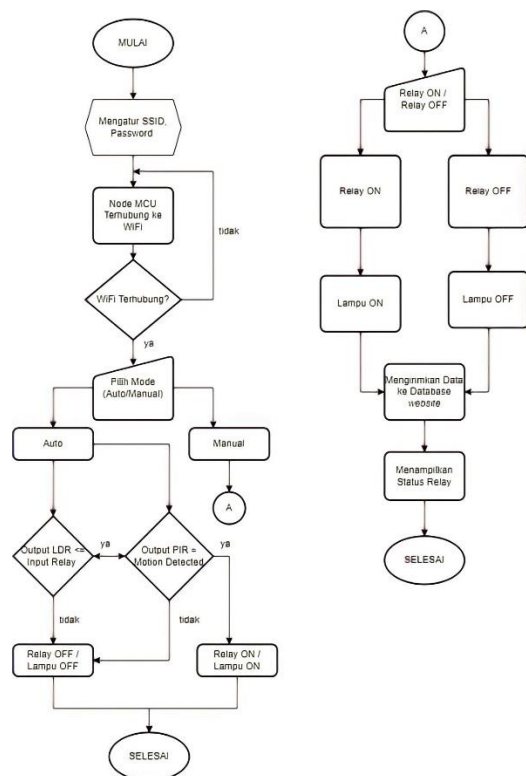 MULAI
Mengatur SSID,
Password
Node MCU
Terhubung ke
WIFI
tidak
WiFi Terhubung?
ya
Pilih Mode
(Auto/Manual)
Auto
Manual
A
Output LDR <=
Input Relay
ya
Output PIR =
Motion Detected
ya
tidak
tidak
Relay OFF /
Lampu OFF
Relay ON /
Lampu ON
SELESAI
A
Relay ON /
Relay OFF
Relay ON
Relay OFF
Lampu ON
Lampu OFF
Mengirimkan Data
ke Database
website
Menampilkan
Status Relay
SELESAI